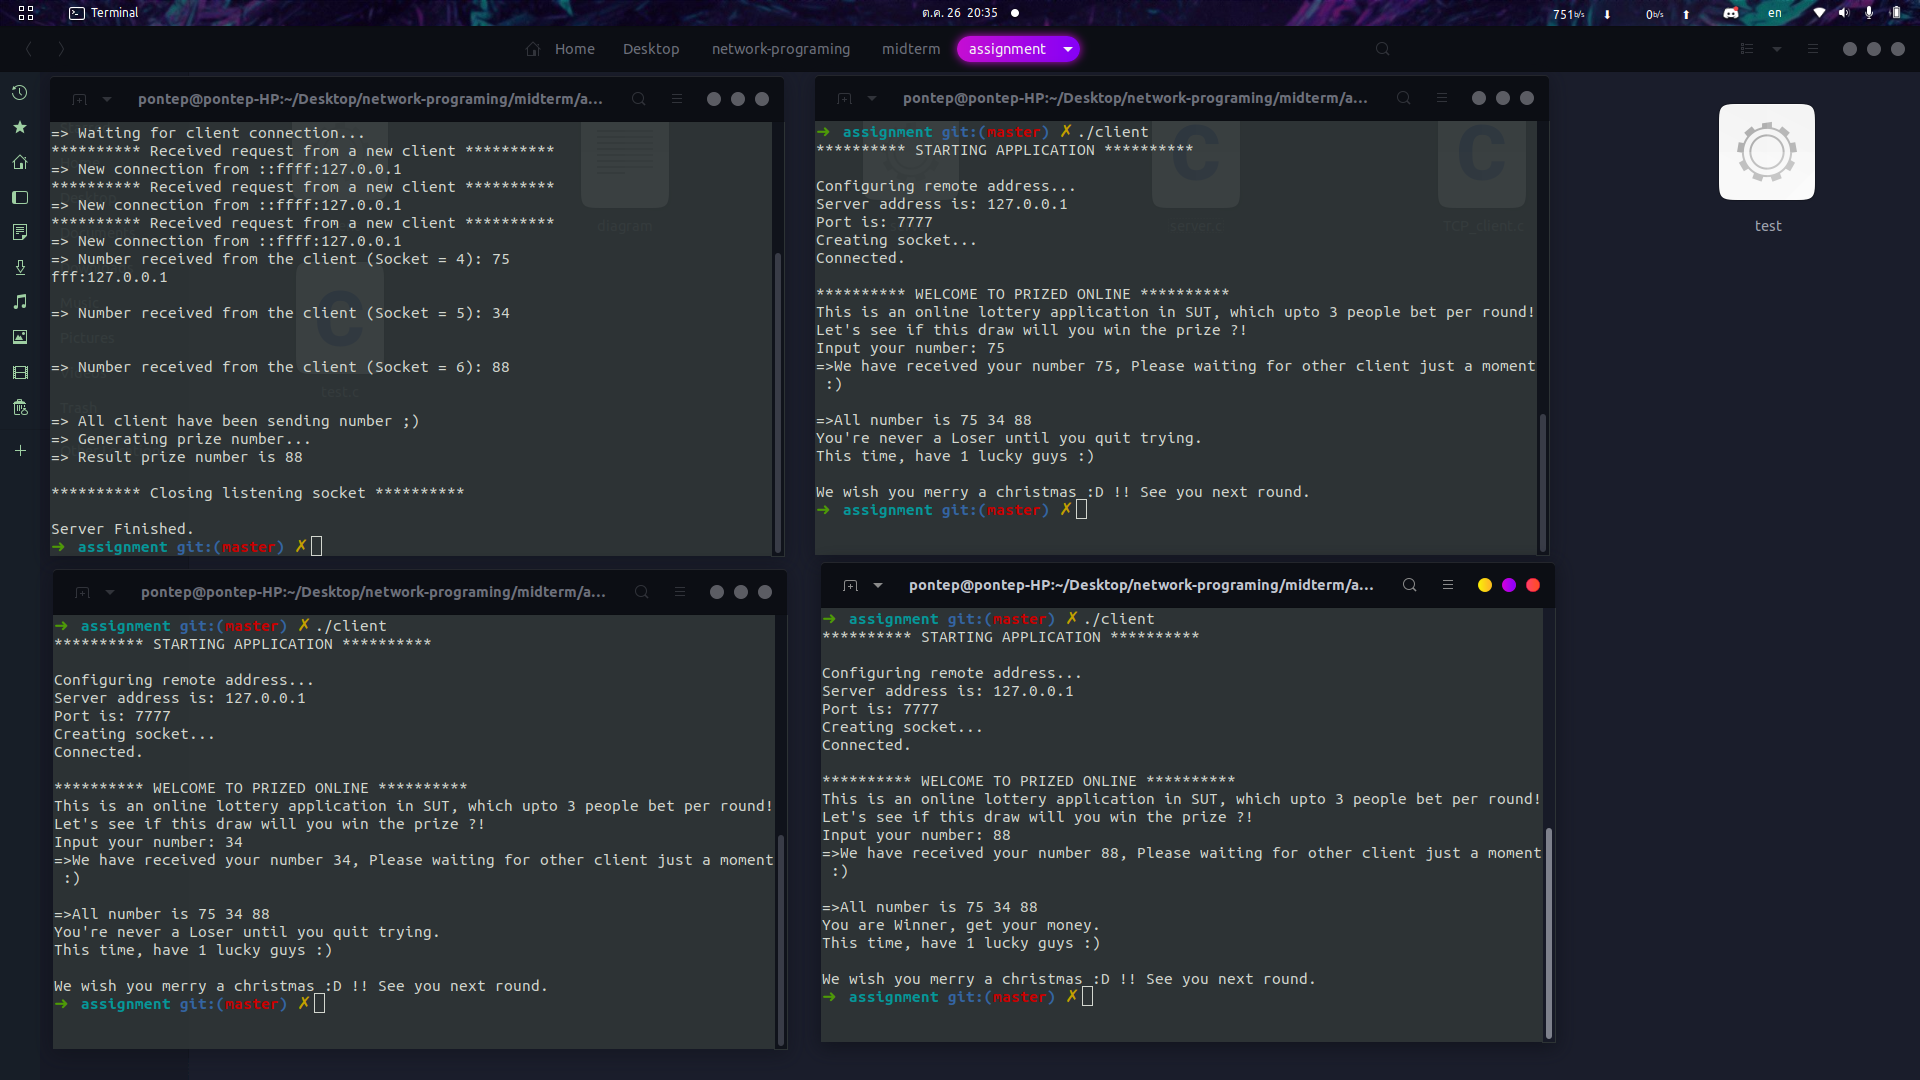 Terminal
ต.ค. 26 20:35
751b/s
0b/s
en
Home
Desktop
network-programing
midterm
assignment
pontep@pontep-HP:~/Desktop/network-programing/midterm/a...
=> Waiting for client connection...
********** Received request from a new client **********
=> New connection from ::ffff:127.0.0.1
********** Received request from a new client **********
=> New connection from ::ffff:127.0.0.1
********** Received request from a new client **********
=> New connection from ::ffff:127.0.0.1
=> Number received from the client (Socket = 4): 75
fff:127.0.0.1
=> Number received from the client (Socket = 5): 34
=> Number received from the client (Socket = 6): 88
=> All client have been sending number ;)
=> Generating prize number...
=> Result prize number is 88
********** Closing listening socket **********
Server Finished.
➜ assignment git:(master) ✗
pontep@pontep-HP:~/Desktop/network-programing/midterm/a...
➜ assignment git:(master) ✗ ./client
********** STARTING APPLICATION **********
Configuring remote address...
Server address is: 127.0.0.1
Port is: 7777
Creating socket...
Connected.
********** WELCOME TO PRIZED ONLINE **********
This is an online lottery application in SUT, which upto 3 people bet per round!
Let's see if this draw will you win the prize ?!
Input your number: 75
=>We have received your number 75, Please waiting for other client just a moment
:)
=>All number is 75 34 88
You're never a Loser until you quit trying.
This time, have 1 lucky guys :)
We wish you merry a christmas :D !! See you next round.
➜ assignment git:(master) ✗
test
diagram
server.c
TCP_client.c
Music
Pictures
Trash
test.c
pontep@pontep-HP:~/Desktop/network-programing/midterm/a...
➜ assignment git:(master) ✗ ./client
********** STARTING APPLICATION **********
Configuring remote address...
Server address is: 127.0.0.1
Port is: 7777
Creating socket...
Connected.
********** WELCOME TO PRIZED ONLINE **********
This is an online lottery application in SUT, which upto 3 people bet per round!
Let's see if this draw will you win the prize ?!
Input your number: 34
=>We have received your number 34, Please waiting for other client just a moment
:)
=>All number is 75 34 88
You're never a Loser until you quit trying.
This time, have 1 lucky guys :)
We wish you merry a christmas :D !! See you next round.
➜ assignment git:(master) ✗
pontep@pontep-HP:~/Desktop/network-programing/midterm/a...
➜ assignment git:(master) ✗ ./client
********** STARTING APPLICATION **********
Configuring remote address...
Server address is: 127.0.0.1
Port is: 7777
Creating socket...
Connected.
********** WELCOME TO PRIZED ONLINE **********
This is an online lottery application in SUT, which upto 3 people bet per round!
Let's see if this draw will you win the prize ?!
Input your number: 88
=>We have received your number 88, Please waiting for other client just a moment
:)
=>All number is 75 34 88
You are Winner, get your money.
This time, have 1 lucky guys :)
We wish you merry a christmas :D !! See you next round.
➜ assignment git:(master) ✗